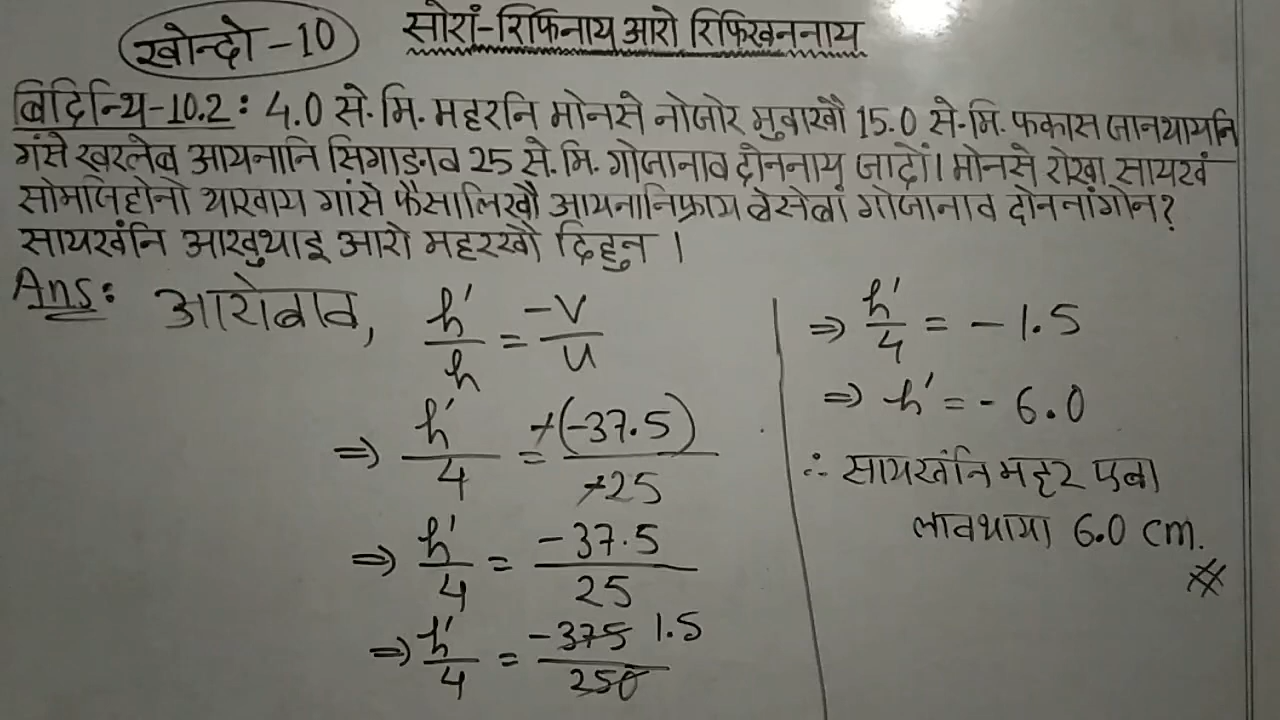 खोन्दो -10
सोरां-रिफिनाय आरो रिफिखननाय
बिदिन्थि-10.2: 4.0 से.मि. महरनि मोनसे नोजोर मुवाखौ 15.0 से.मि. फकास जानथायनि
गंसे खरलेब आयनानि सिगाङाव 25 से.मि. गोजानाव दोननाय जादों। मोनसे रोखा सायखं
सोमजिहोनो थाखाय गांसे फैसालिखौ आयनानिफ्राय बेसेबा गोजानाव दोननांगोन?
सायखंनि आखुथाइ आरो महरखौ दिहुन ।
Ans: आरोबाव, h'/h = -v/u
⇒ h'/4 = -(-37.5)/-25
⇒ h'/4 = -37.5/25
⇒ h'/4 = -375/250 1.5
⇒ h'/4 = -1.5
⇒ h' = - 6.0
∴ सायखंनि महर एबा
लावथाया 6.0 cm.